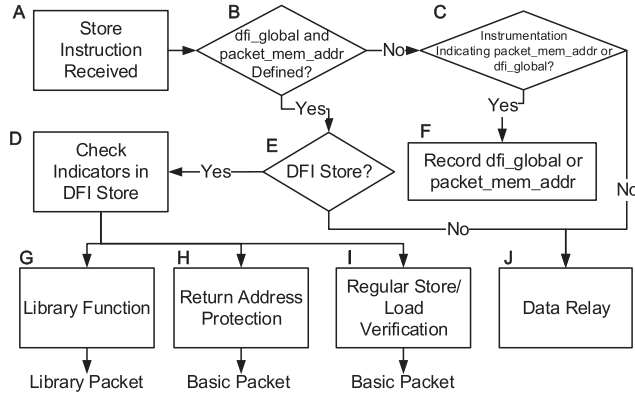 A
Store
Instruction
Received
B
dfi_global and
packet_mem_addr
Defined?
No
C
Instrumentation
Indicating packet_mem_addr or
dfi_global?
Yes
Yes
No
D
Check
Indicators in
DFI Store
Yes
E
DFI Store?
F
Record dfi_global or
packet_mem_addr
No
G
Library Function
H
Return Address
Protection
I
Regular Store/
Load
Verification
J
Data Relay
Library Packet
Basic Packet
Basic Packet